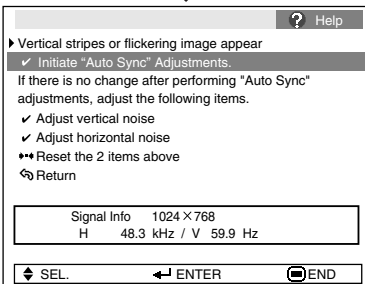 ? Help
Vertical stripes or flickering image appear
✔ Initiate “Auto Sync” Adjustments.
If there is no change after performing "Auto Sync"
adjustments, adjust the following items.
✔ Adjust vertical noise
✔ Adjust horizontal noise
Reset the 2 items above
Return
Signal Info 1024×768
H 48.3 kHz / V 59.9 Hz
SEL. ENTER END